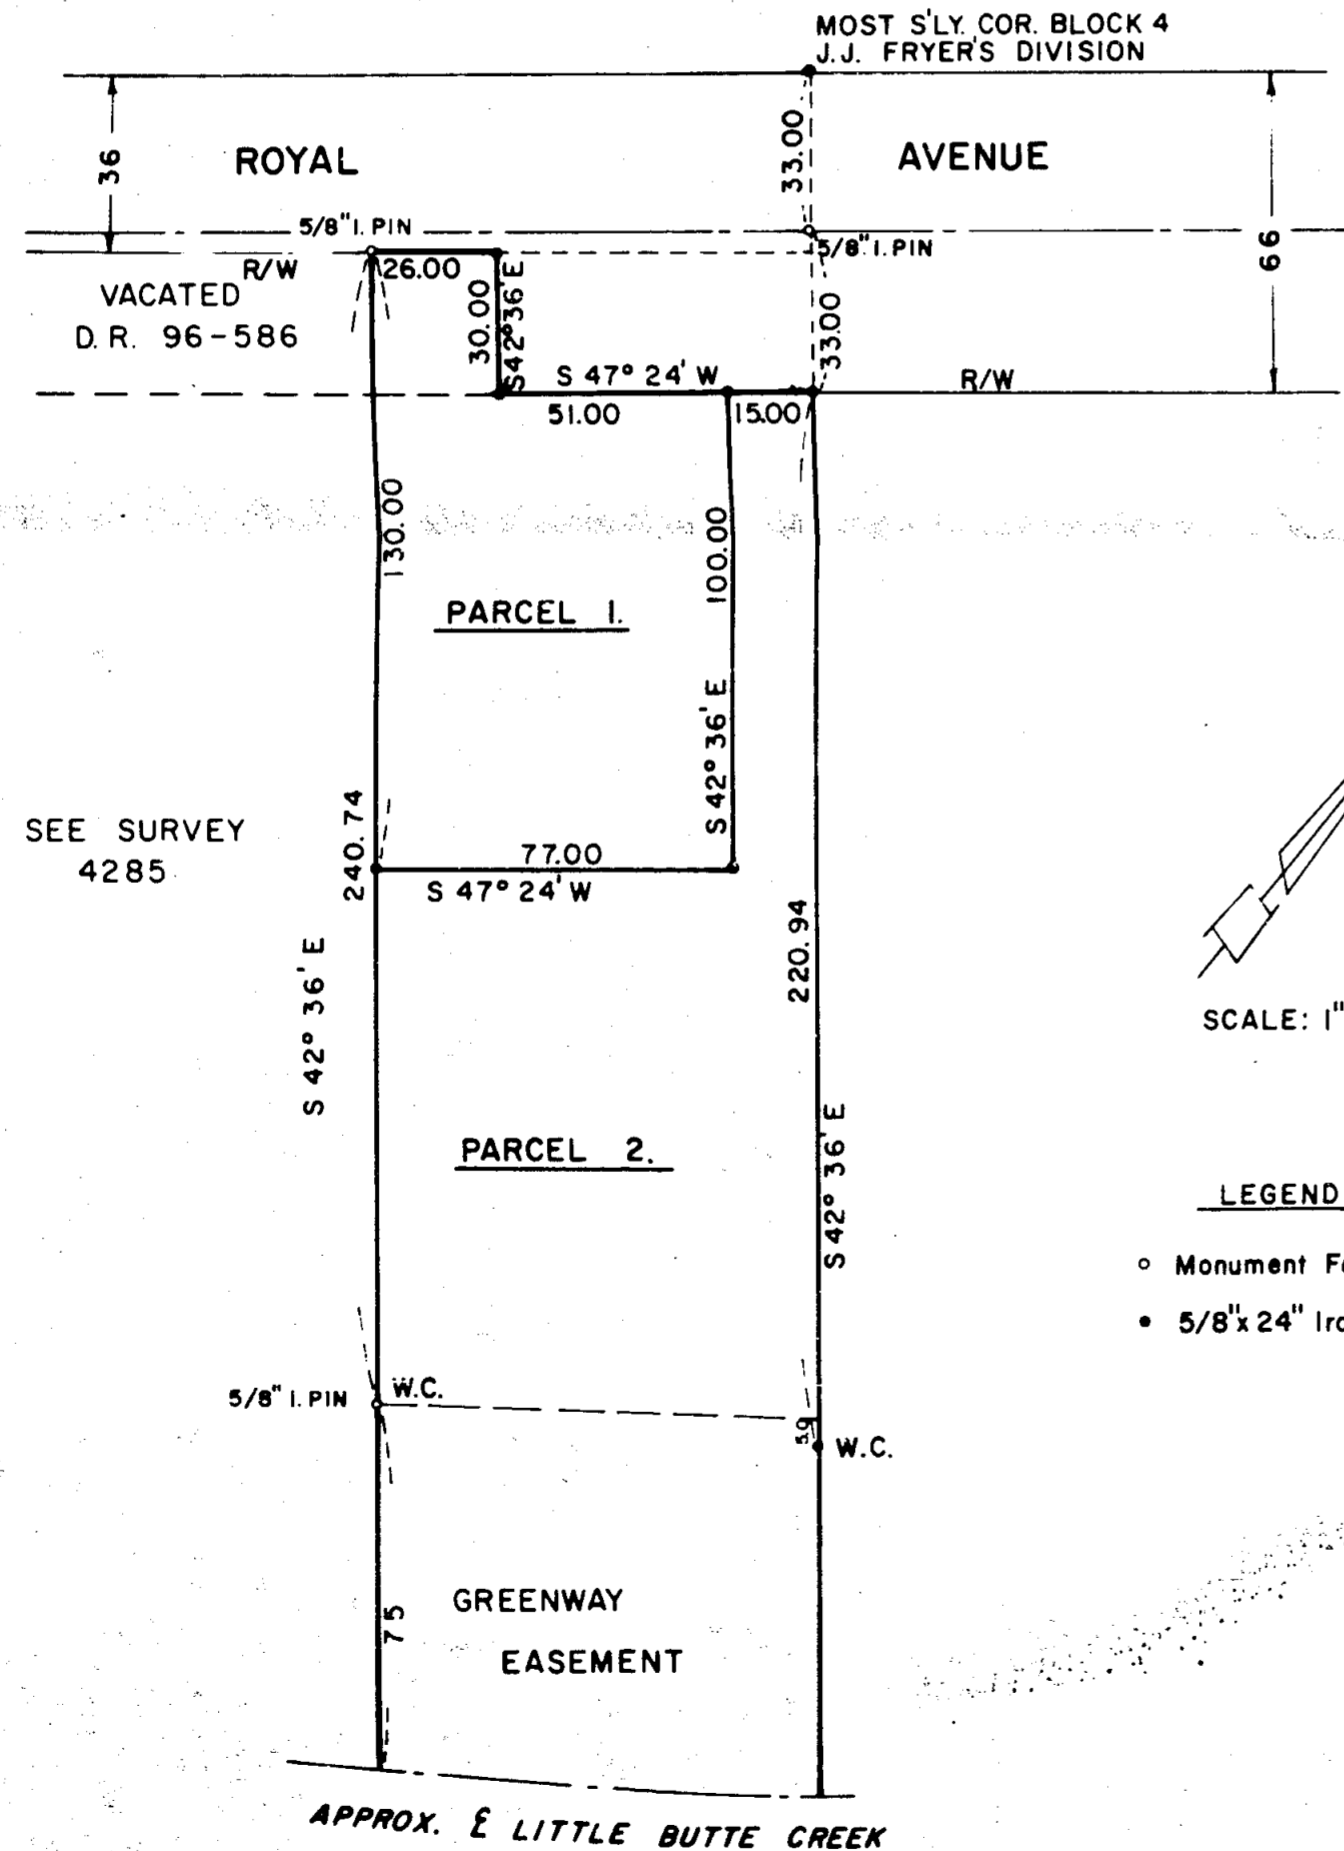 MOST S'LY. COR. BLOCK 4
J.J. FRYER'S DIVISION
36
ROYAL
33.00
AVENUE
66
5/8" I. PIN
5/8" I. PIN
R/W
26.00
VACATED
D. R. 96-586
30.00
S 42° 36' E
33.00
S 47° 24' W
R/W
51.00
15.00
130.00
100.00
PARCEL 1.
S 42° 36' E
SEE SURVEY
4285
240.74
77.00
S 47° 24' W
220.94
S 42° 36' E
SCALE: 1"
S 42° 36' E
PARCEL 2.
LEGEND
Monument
5/8" x 24"
5/8" I. PIN
W.C.
5.0
W.C.
75
GREENWAY
EASEMENT
APPROX. ₤ LITTLE BUTTE CREEK